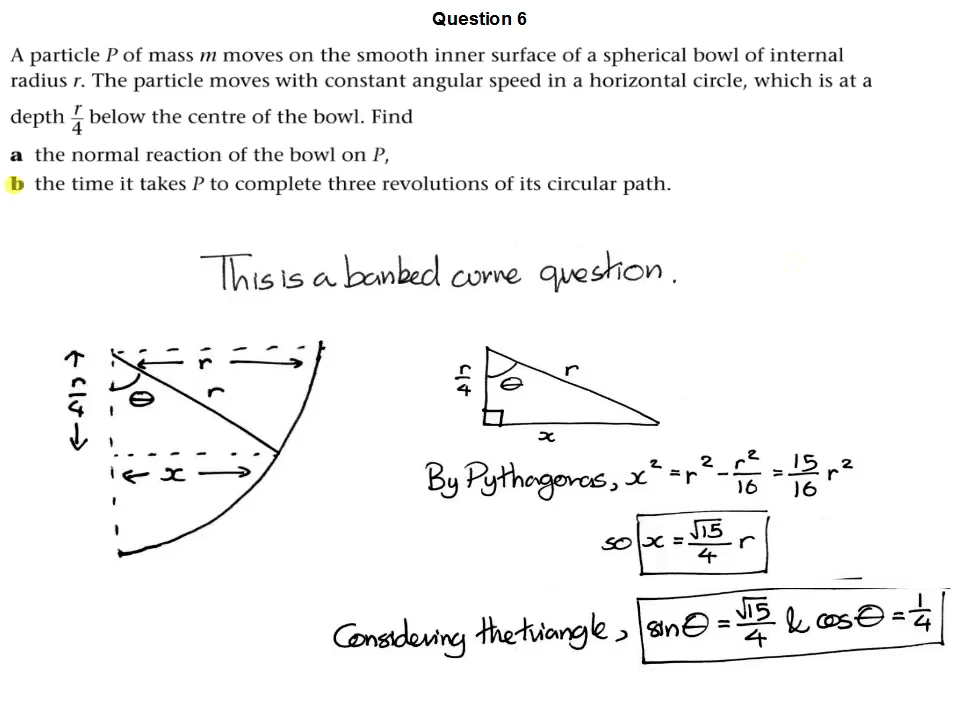 Question 6
A particle P of mass m moves on the smooth inner surface of a spherical bowl of internal
radius r. The particle moves with constant angular speed in a horizontal circle, which is at a
depth r/4 below the centre of the bowl. Find
a the normal reaction of the bowl on P,
b the time it takes P to complete three revolutions of its circular path.
This is a banked curve question.
r
r/4
θ
r
x
r/4
θ
r
x
By Pythagoras, x² = r² - r²/16 = 15/16 r²
so x = √15/4 r
Considering the triangle, sinθ = √15/4 & cosθ = 1/4